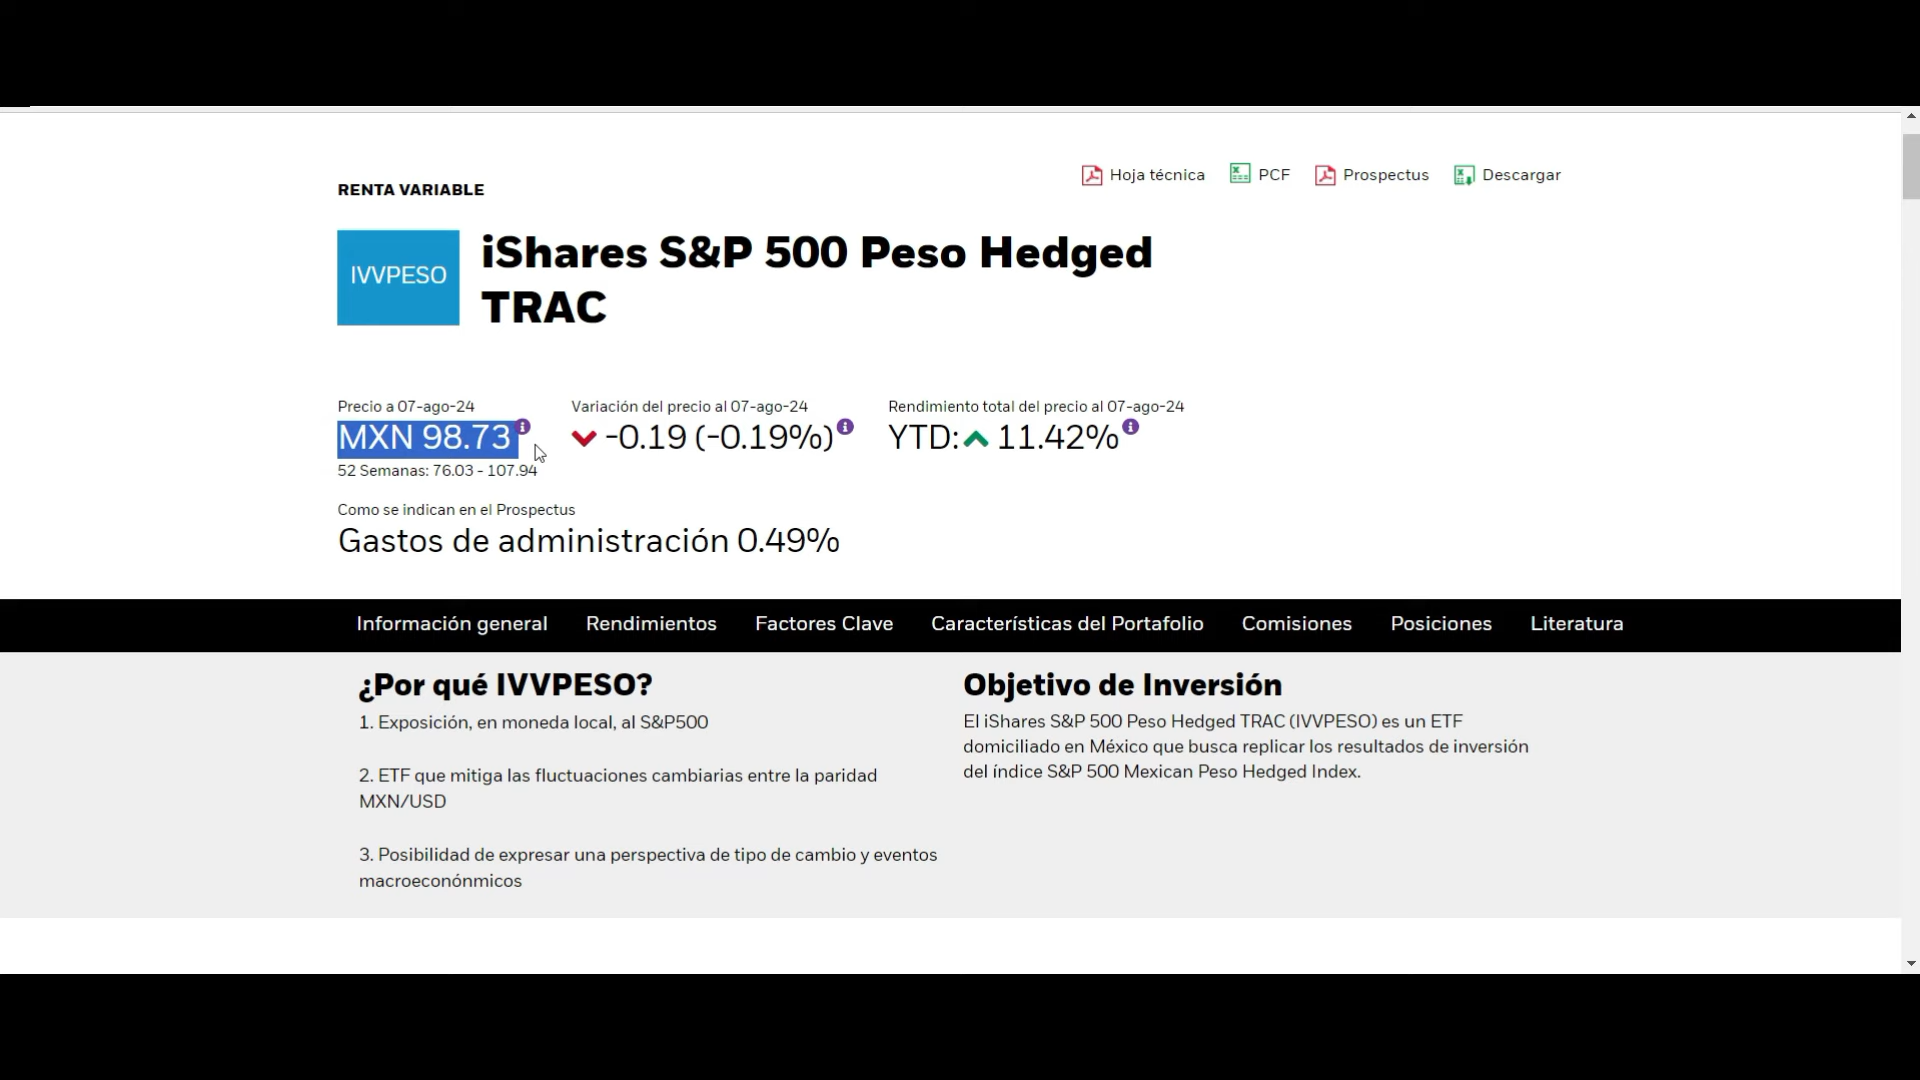 Hoja técnica PCF Prospectus Descargar
RENTA VARIABLE
IVVPESO
iShares S&P 500 Peso Hedged
TRAC
Precio a 07-ago-24
MXN 98.73
52 Semanas: 76.03 - 107.94
Variación del precio al 07-ago-24
-0.19 (-0.19%)
Rendimiento total del precio al 07-ago-24
YTD: 11.42%
Como se indican en el Prospectus
Gastos de administración 0.49%
Información general Rendimientos Factores Clave Características del Portafolio Comisiones Posiciones Literatura
¿Por qué IVVPESO?
1. Exposición, en moneda local, al S&P500
2. ETF que mitiga las fluctuaciones cambiarias entre la paridad
MXN/USD
3. Posibilidad de expresar una perspectiva de tipo de cambio y eventos
macroeconónmicos
Objetivo de Inversión
El iShares S&P 500 Peso Hedged TRAC (IVVPESO) es un ETF
domiciliado en México que busca replicar los resultados de inversión
del índice S&P 500 Mexican Peso Hedged Index.